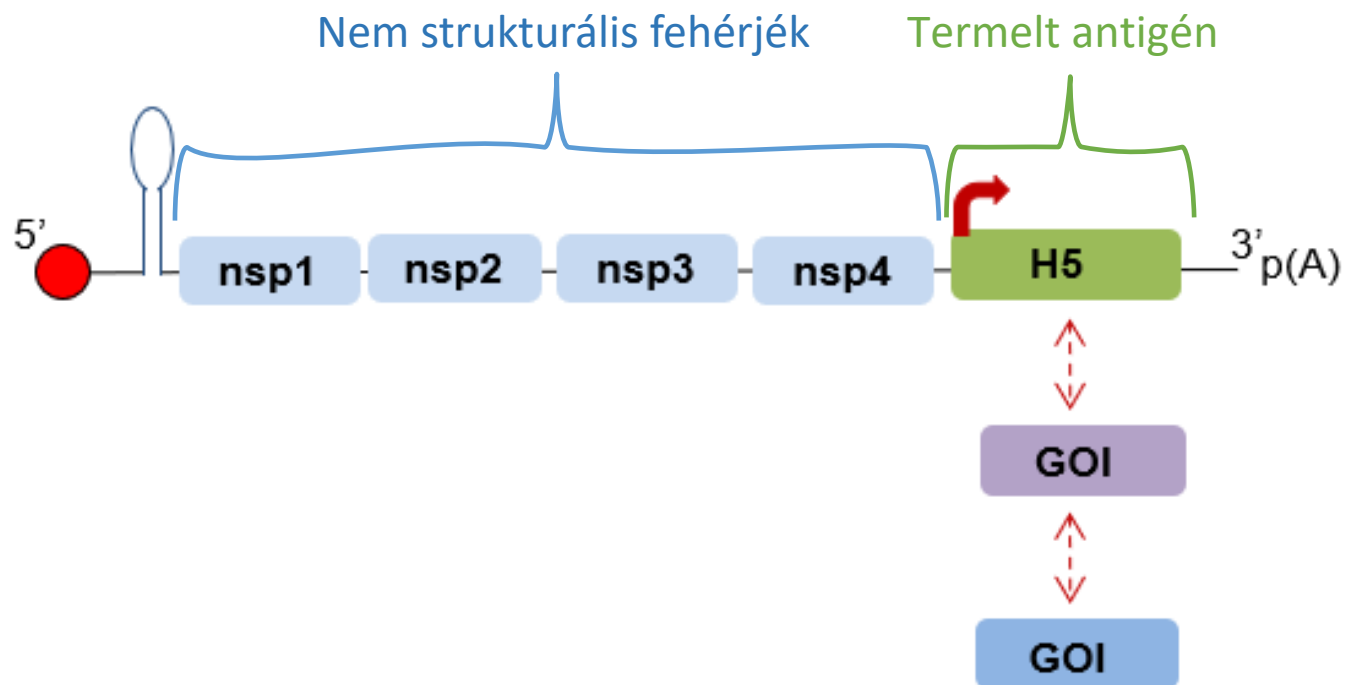 Nem strukturális fehérjék
Termelt antigén
5’
nsp1
nsp2
nsp3
nsp4
H5
3’
p(A)
GOI
GOI